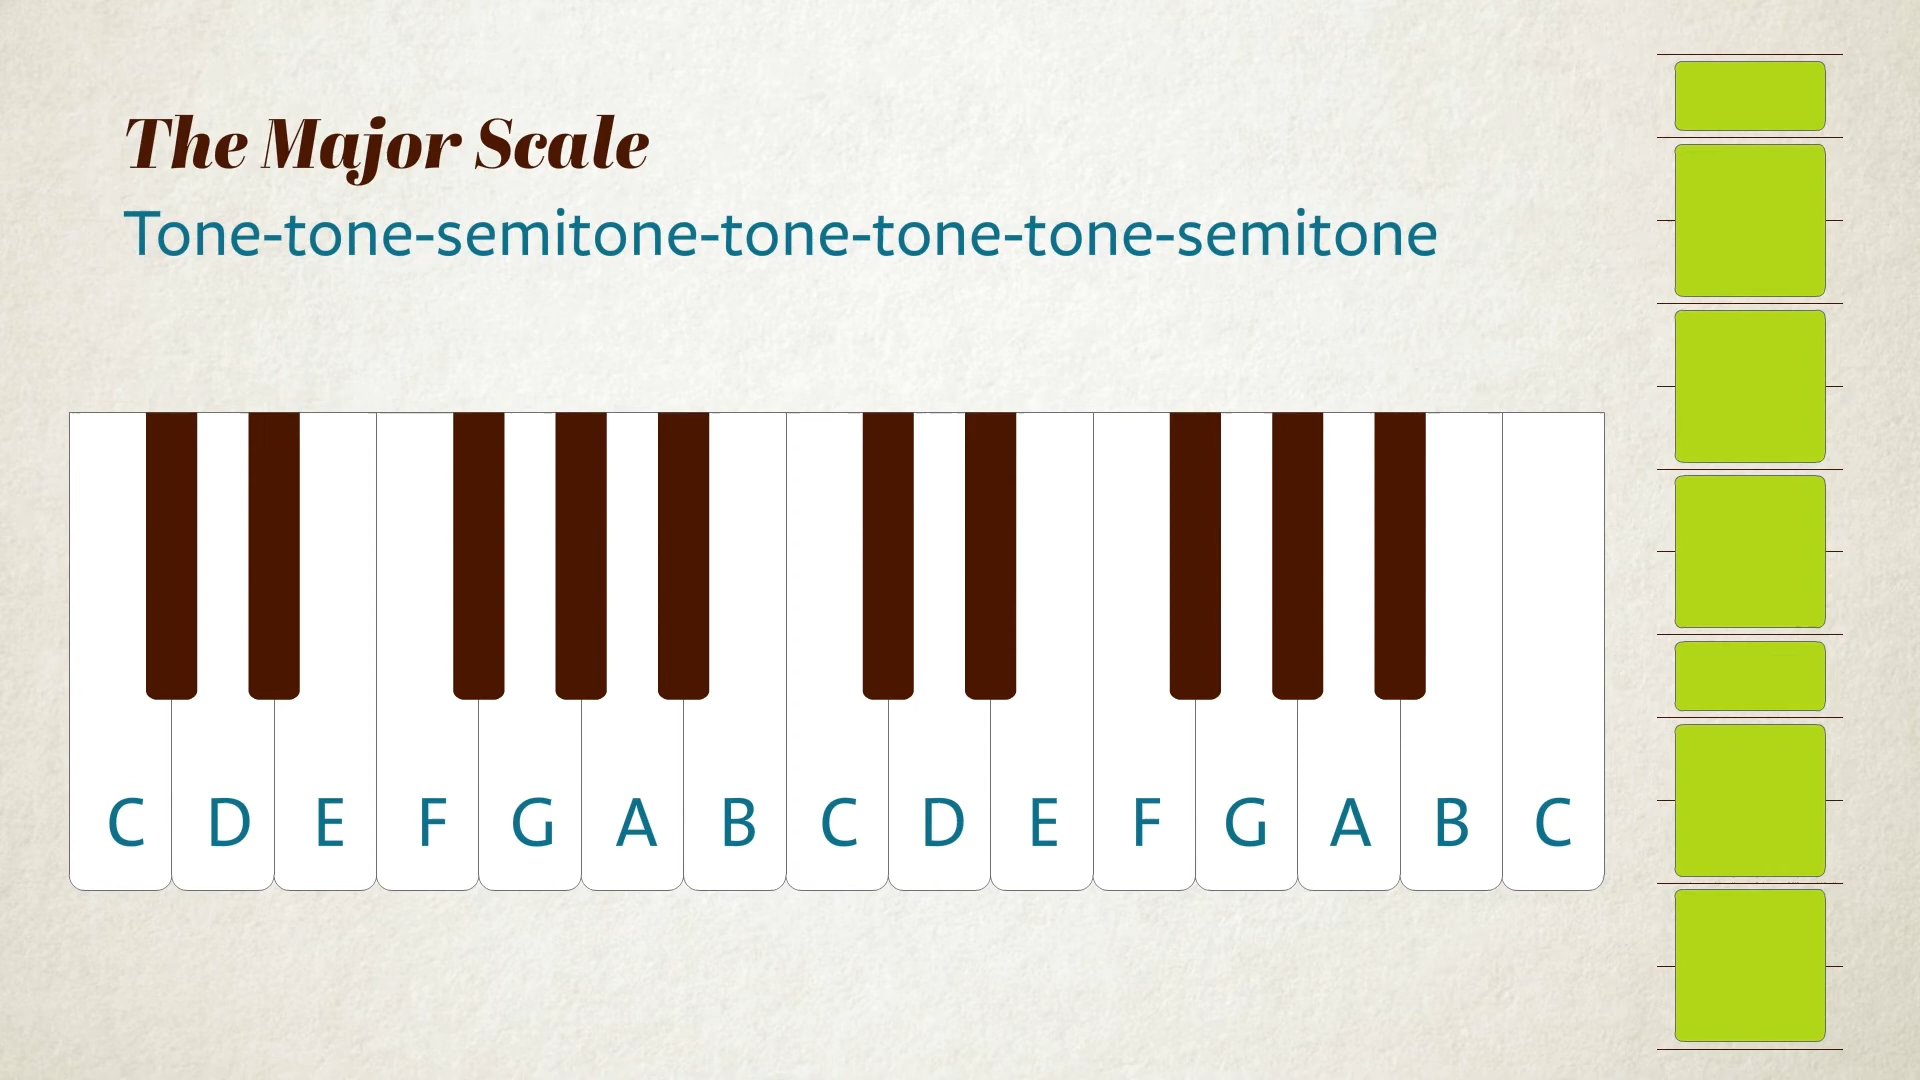 The Major Scale
Tone-tone-semitone-tone-tone-tone-semitone
C D E F G A B C D E F G A B C